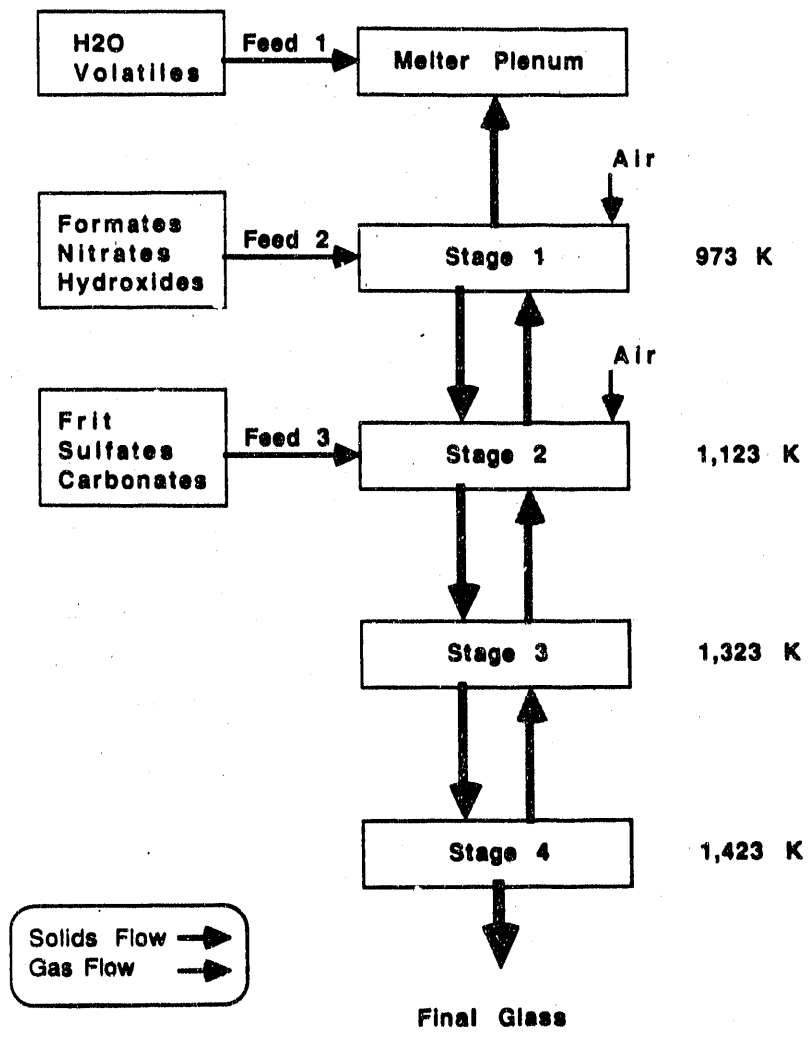 H2O
Volatiles
Feed 1
Melter Plenum
Air
Formates
Nitrates
Hydroxides
Feed 2
Stage 1
973 K
Air
Frit
Sulfates
Carbonates
Feed 3
Stage 2
1,123 K
Stage 3
1,323 K
Stage 4
1,423 K
Solids Flow
Gas Flow
Final Glass